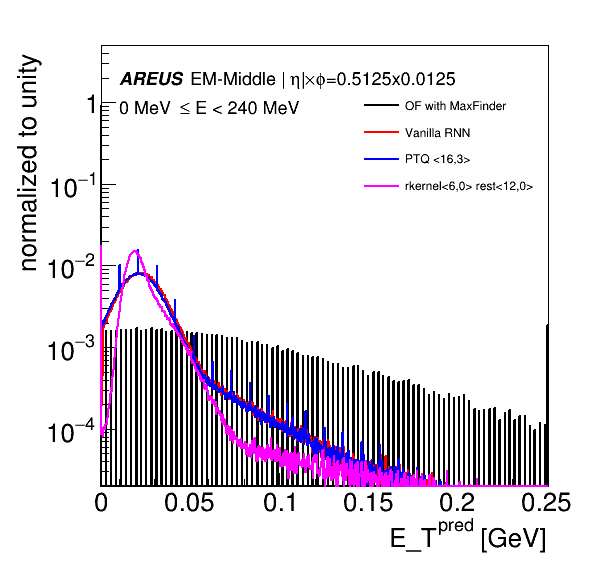 normalized to unity
AREUS EM-Middle | η|×φ=0.5125x0.0125
0 MeV ≤ E < 240 MeV
OF with MaxFinder
Vanilla RNN
PTQ <16,3>
rkernel<6,0> rest<12,0>
1
10⁻¹
10⁻²
10⁻³
10⁻⁴
0 0.05 0.1 0.15 0.2 0.25
E_T^pred [GeV]